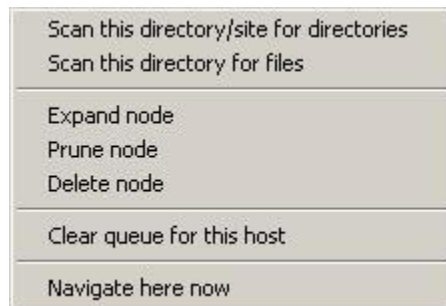 Scan this directory/site for directories
Scan this directory for files
Expand node
Prune node
Delete node
Clear queue for this host
Navigate here now